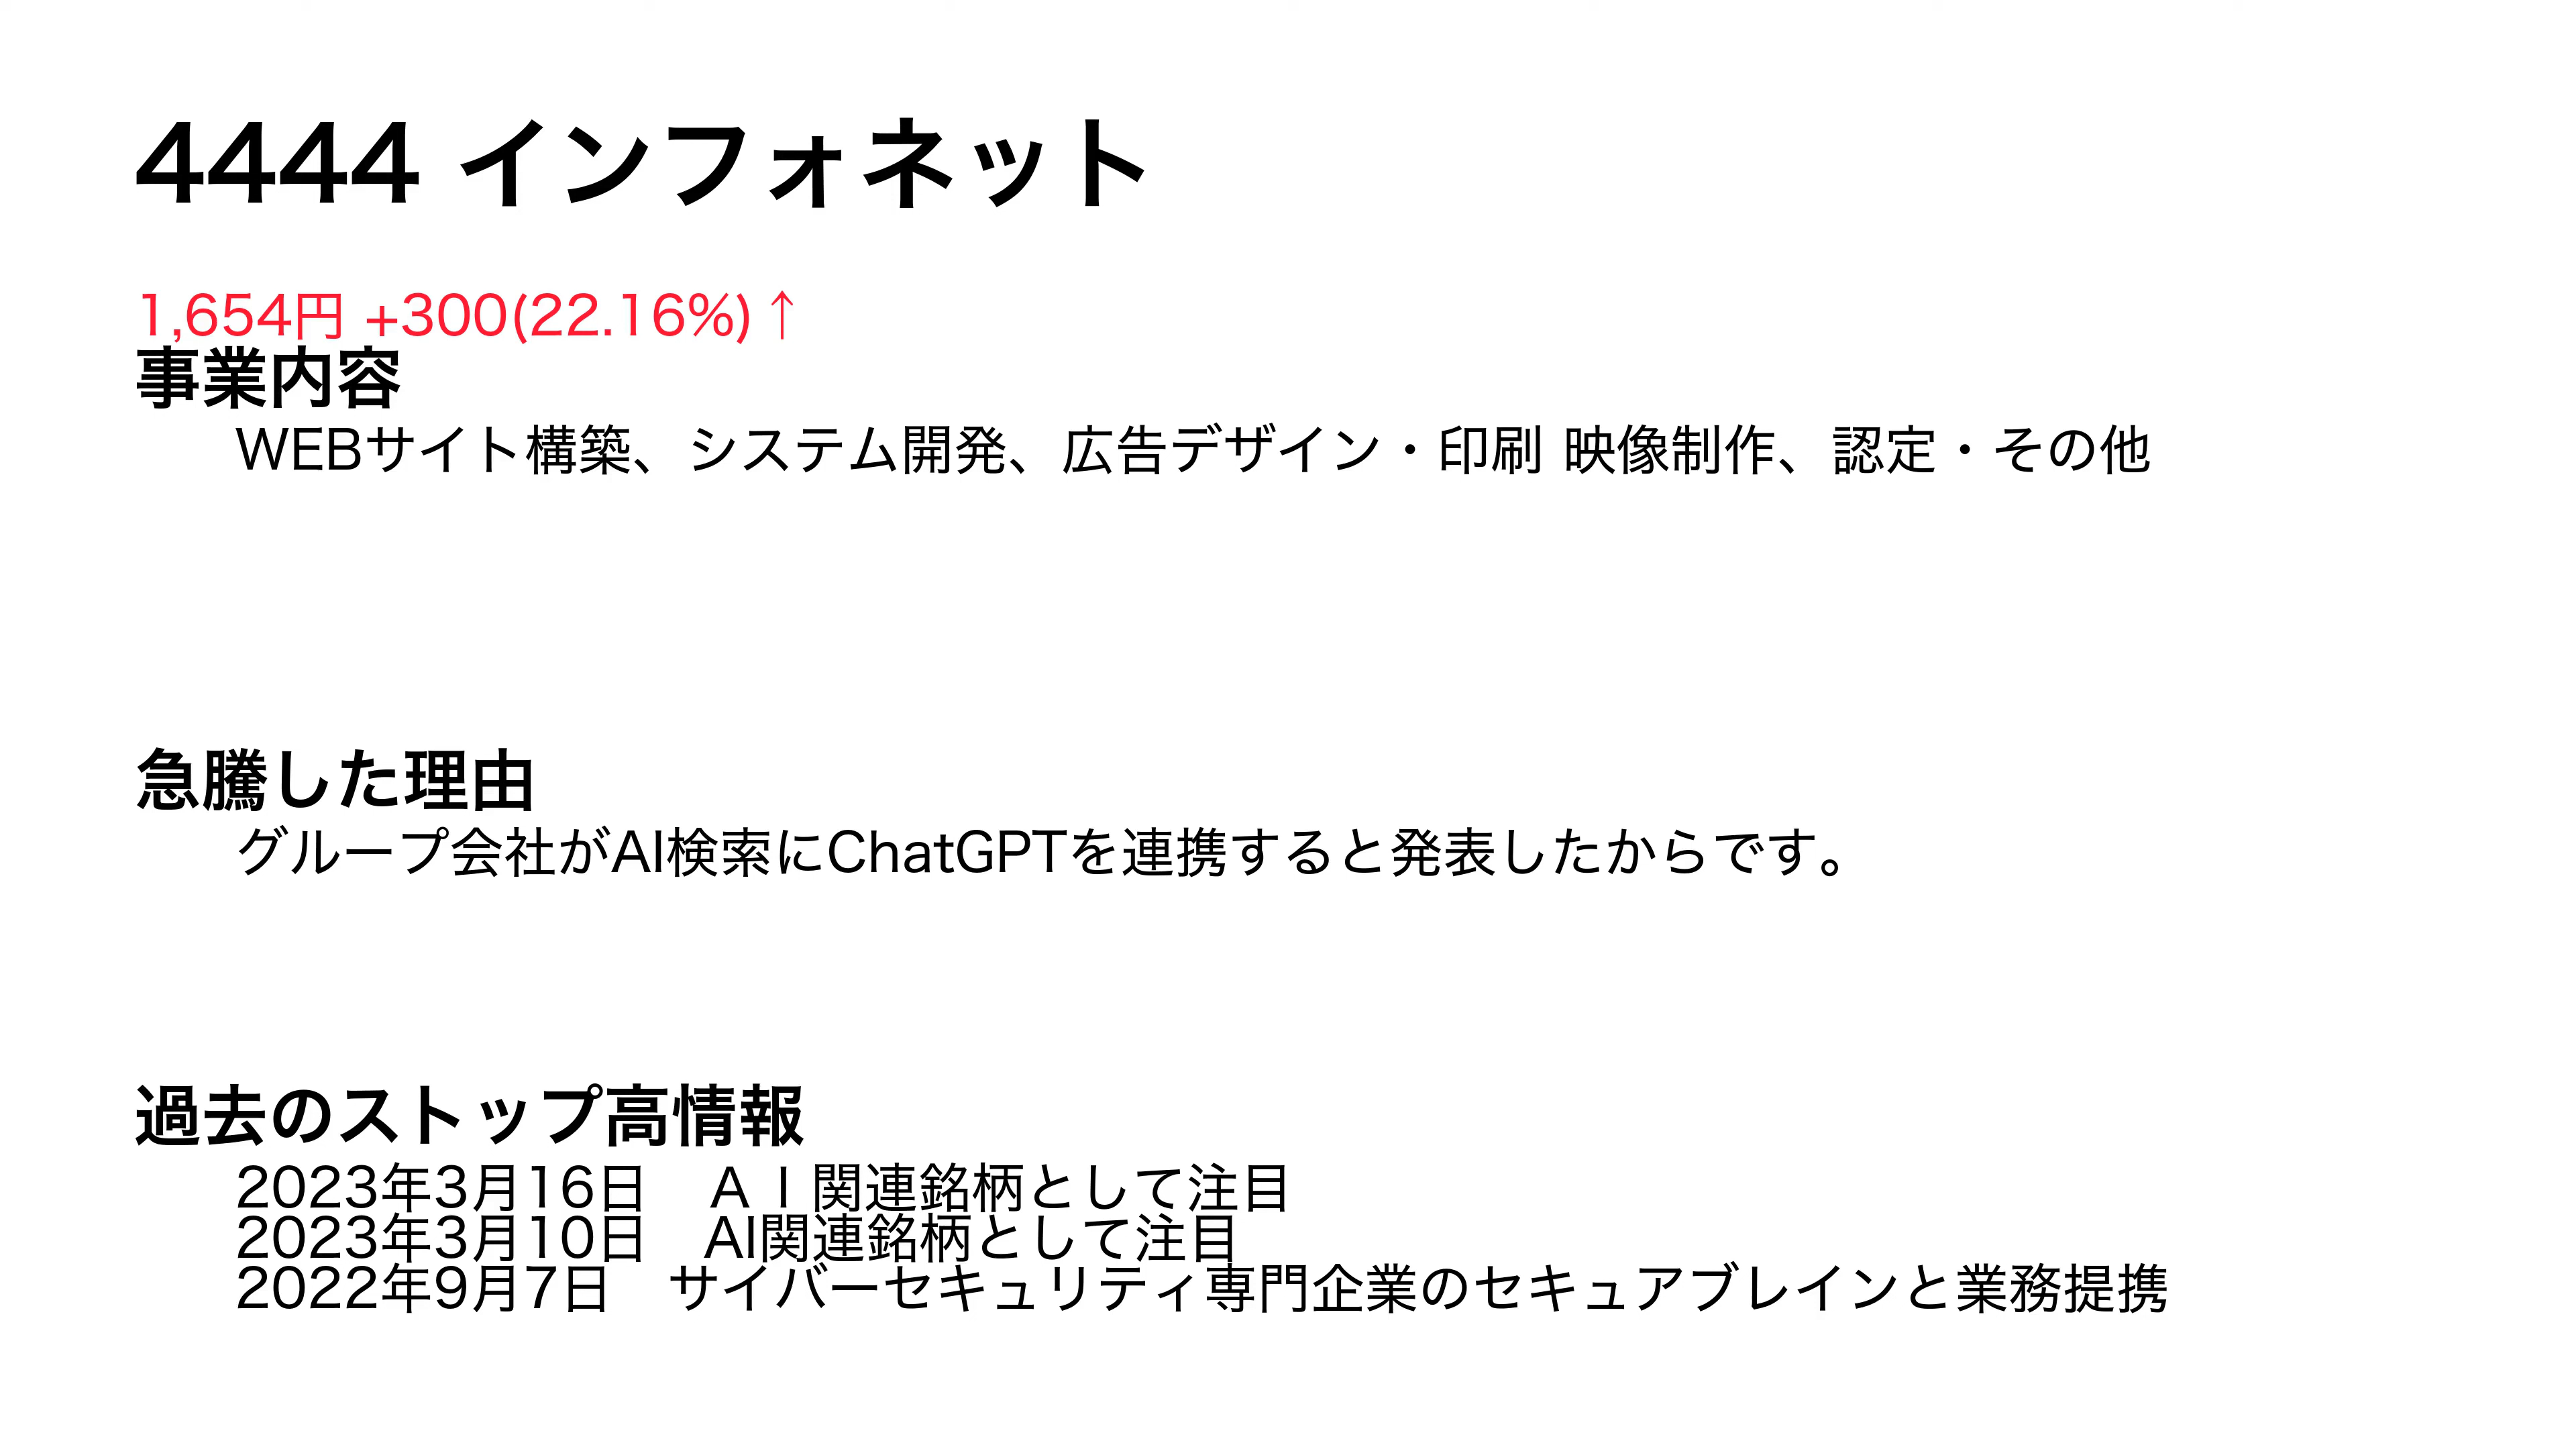 4444 インフォネット
1,654円 +300(22.16%)↑
事業内容
WEBサイト構築、システム開発、広告デザイン・印刷 映像制作、認定・その他
急騰した理由
グループ会社がAI検索にChatGPTを連携すると発表したからです。
過去のストップ高情報
2023年3月16日　ＡＩ関連銘柄として注目
2023年3月10日　AI関連銘柄として注目
2022年9月7日　サイバーセキュリティ専門企業のセキュアブレインと業務提携